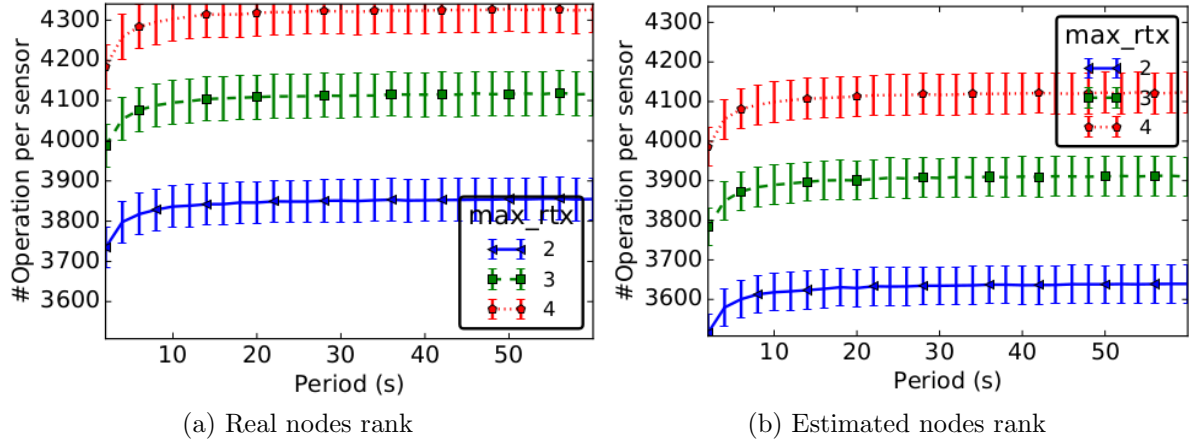 #Operation per sensor
4300
4200
4100
4000
3900
3800
3700
3600
10 20 30 40 50
Period (s)
max_rtx
2
3
4
(a) Real nodes rank
#Operation per sensor
4300
4200
4100
4000
3900
3800
3700
3600
10 20 30 40 50
Period (s)
max_rtx
2
3
4
(b) Estimated nodes rank